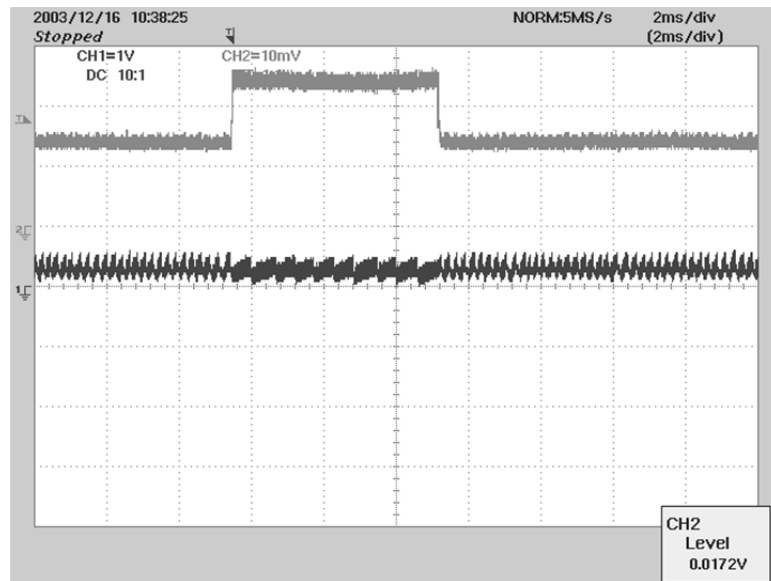 2003/12/16 10:38:25
NORM:5MS/s
2ms/div
Stopped
(2ms/div)
T
CH1=1V
CH2=10mV
DC 10:1
T
2
1
CH2
Level
0.0172V